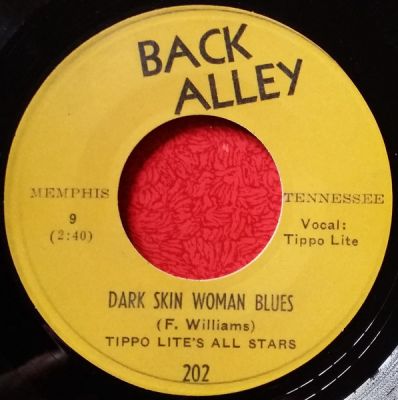 BACK
ALLEY
MEMPHIS TENNESSEE
9 Vocal:
(2:40) Tippo Lite
DARK SKIN WOMAN BLUES
(F. Williams)
TIPPO LITE'S ALL STARS
202